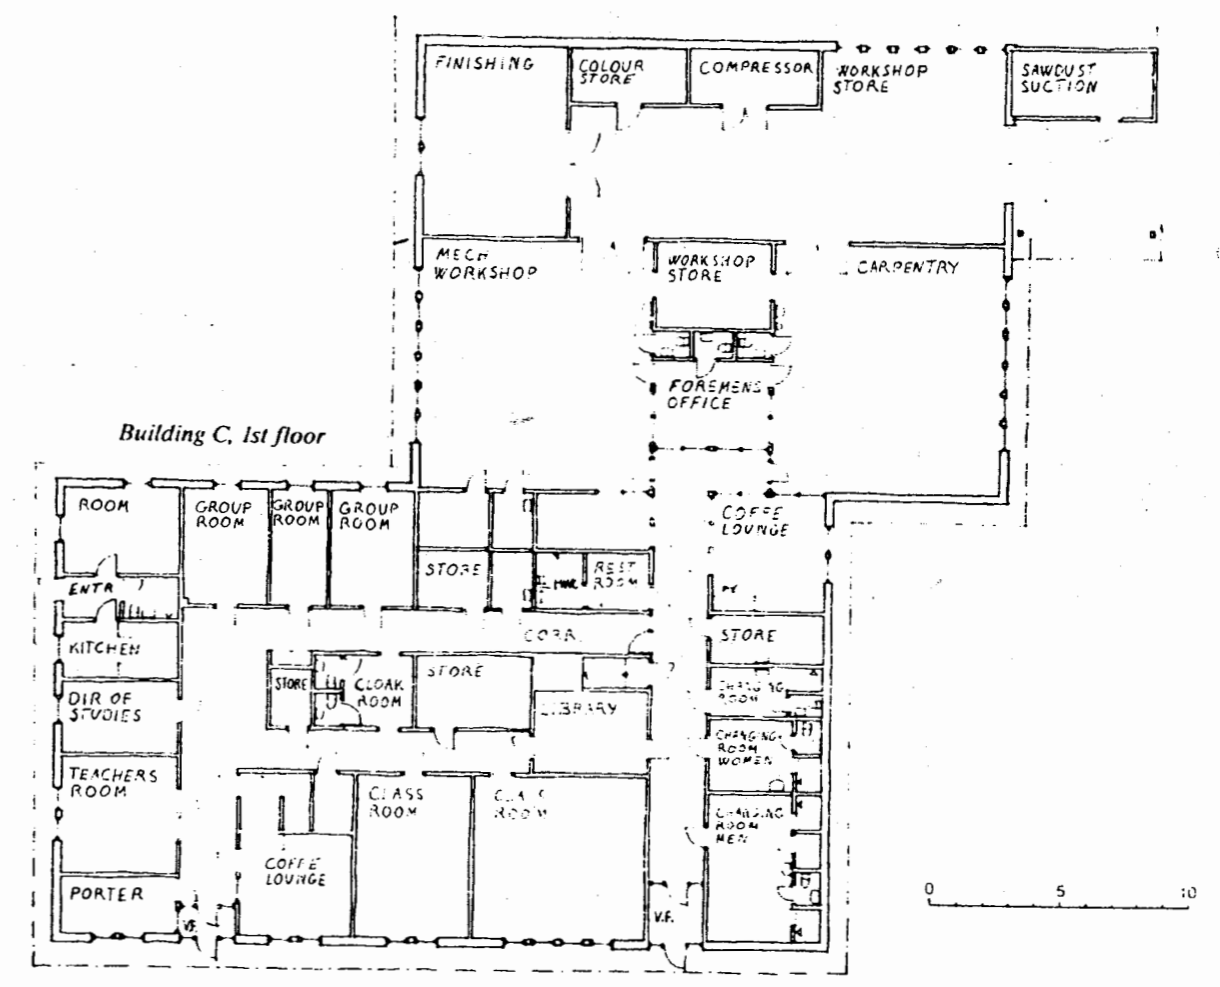 FINISHING
COLOUR
STORE
COMPRESSOR
WORKSHOP
STORE
SAWDUST
SUCTION
MECH
WORKSHOP
WORKSHOP
STORE
CARPENTRY
FOREMENS
OFFICE
Building C, 1st floor
ROOM
GROUP
ROOM
GROUP
ROOM
GROUP
ROOM
COFFE
LOUNGE
STORE
REST
ROOM
ENTR
KITCHEN
CORR.
STORE
DIR OF
STUDIES
STORE
CLOAK
ROOM
STORE
LIBRARY
CHANGING
ROOM
CHANGING
ROOM
WOMEN
TEACHERS
ROOM
CLASS
ROOM
CLASS
ROOM
CHANGING
ROOM
MEN
COFFE
LOUNGE
PORTER
V.F.
V.F.
0 5 10